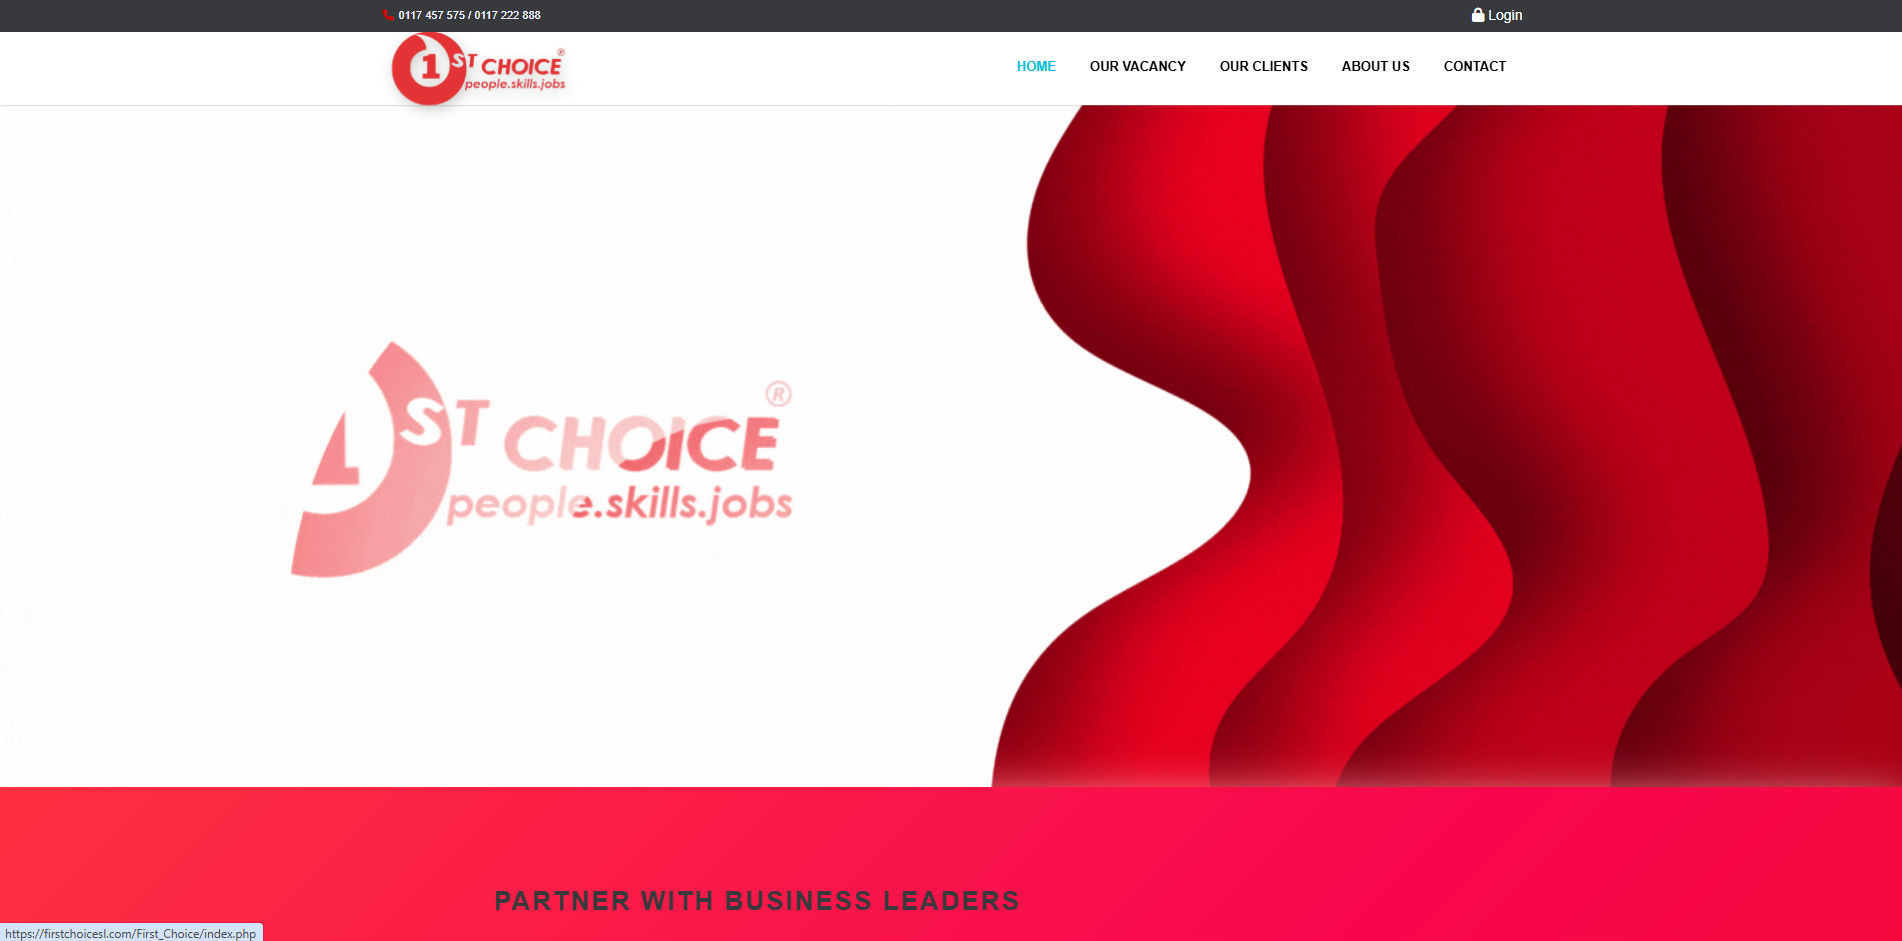 0117 457 575 / 0117 222 888
Login
1ST CHOICE®
people.skills.jobs
HOME
OUR VACANCY
OUR CLIENTS
ABOUT US
CONTACT
1ST CHOICE®
people.skills.jobs
PARTNER WITH BUSINESS LEADERS
https://firstchoicesl.com/First_Choice/index.php